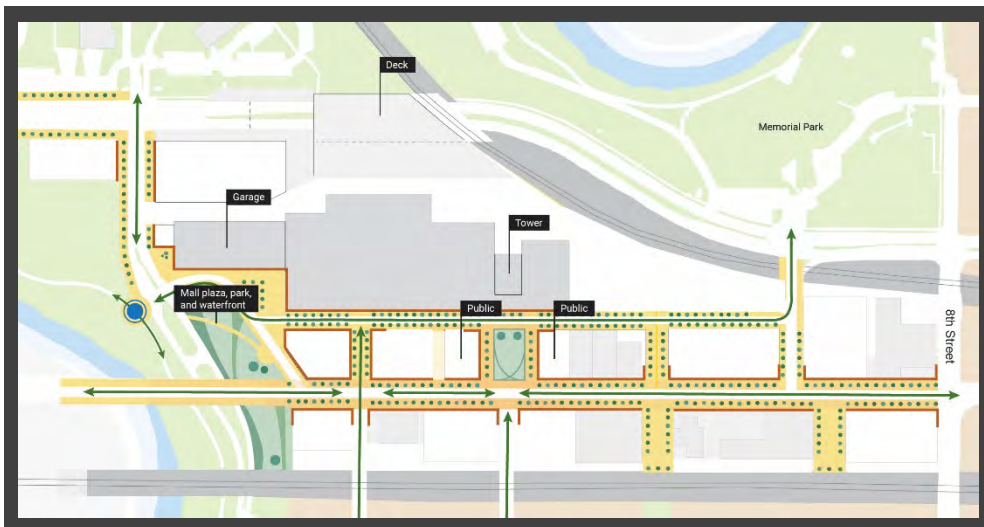 Deck
Memorial Park
Garage
Tower
Mall plaza, park,
and waterfront
Public
Public
8th Street